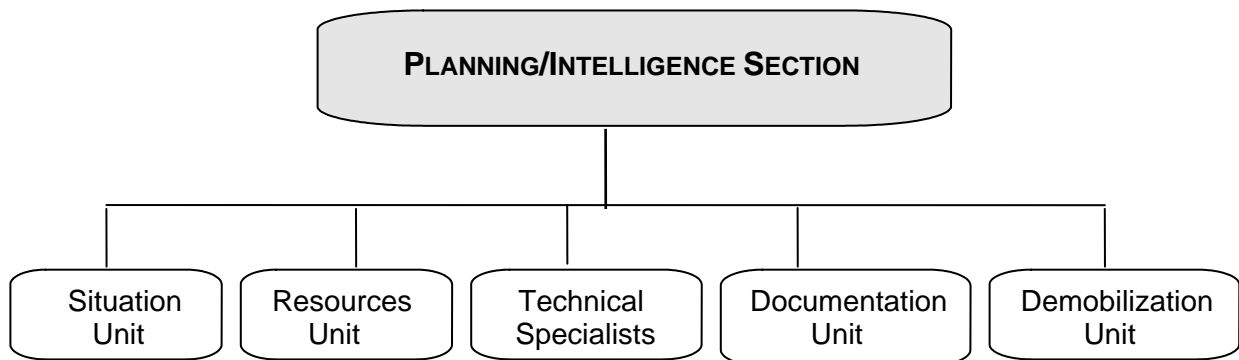 PLANNING/INTELLIGENCE SECTION
Situation
Unit
Resources
Unit
Technical
Specialists
Documentation
Unit
Demobilization
Unit